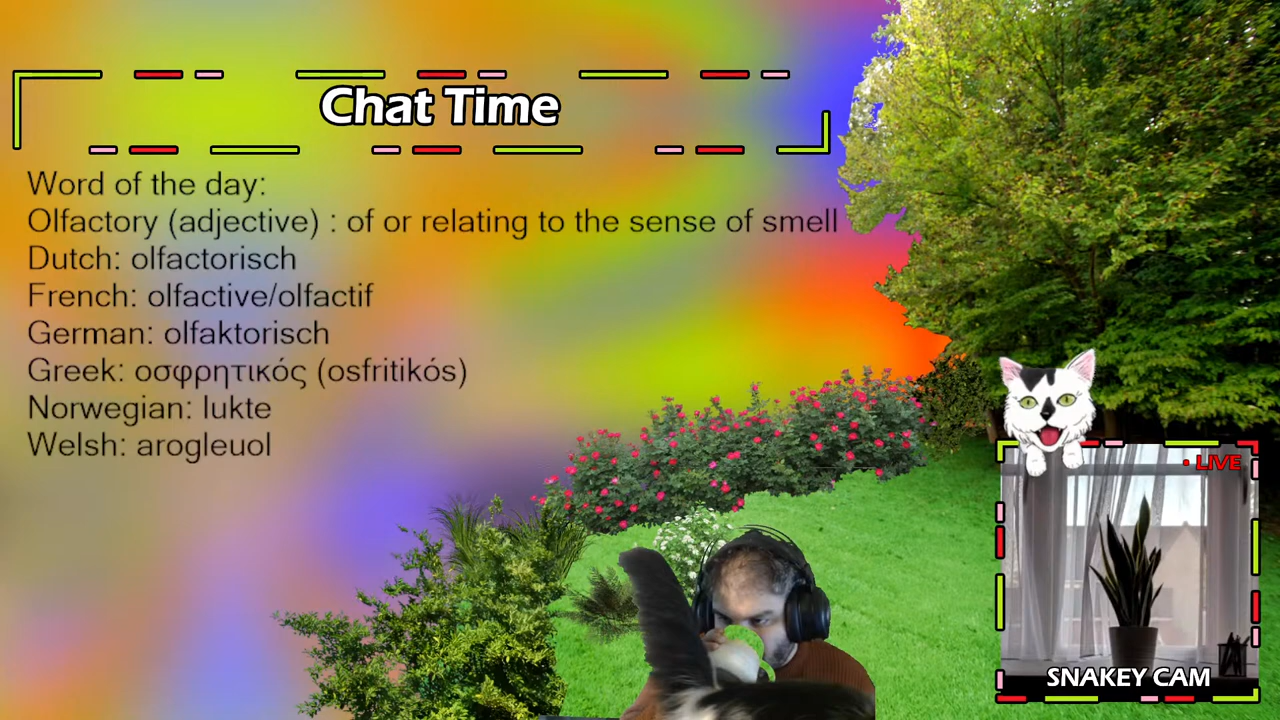 Chat Time
Word of the day:
Olfactory (adjective) : of or relating to the sense of smell
Dutch: olfactorisch
French: olfactive/olfactif
German: olfaktorisch
Greek: οσφρητικός (osfritikós)
Norwegian: lukte
Welsh: arogleuol
• LIVE
SNAKEY CAM